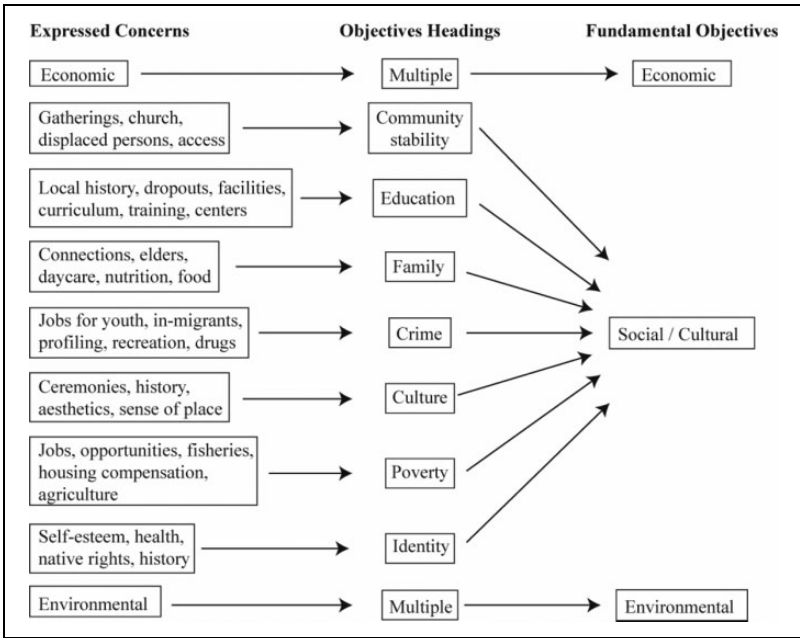 Expressed Concerns
Objectives Headings
Fundamental Objectives
Economic
Multiple
Economic
Gatherings, church,
displaced persons, access
Community
stability
Local history, dropouts, facilities,
curriculum, training, centers
Education
Connections, elders,
daycare, nutrition, food
Family
Jobs for youth, in-migrants,
profiling, recreation, drugs
Crime
Social / Cultural
Ceremonies, history,
aesthetics, sense of place
Culture
Jobs, opportunities, fisheries,
housing compensation,
agriculture
Poverty
Self-esteem, health,
native rights, history
Identity
Environmental
Multiple
Environmental